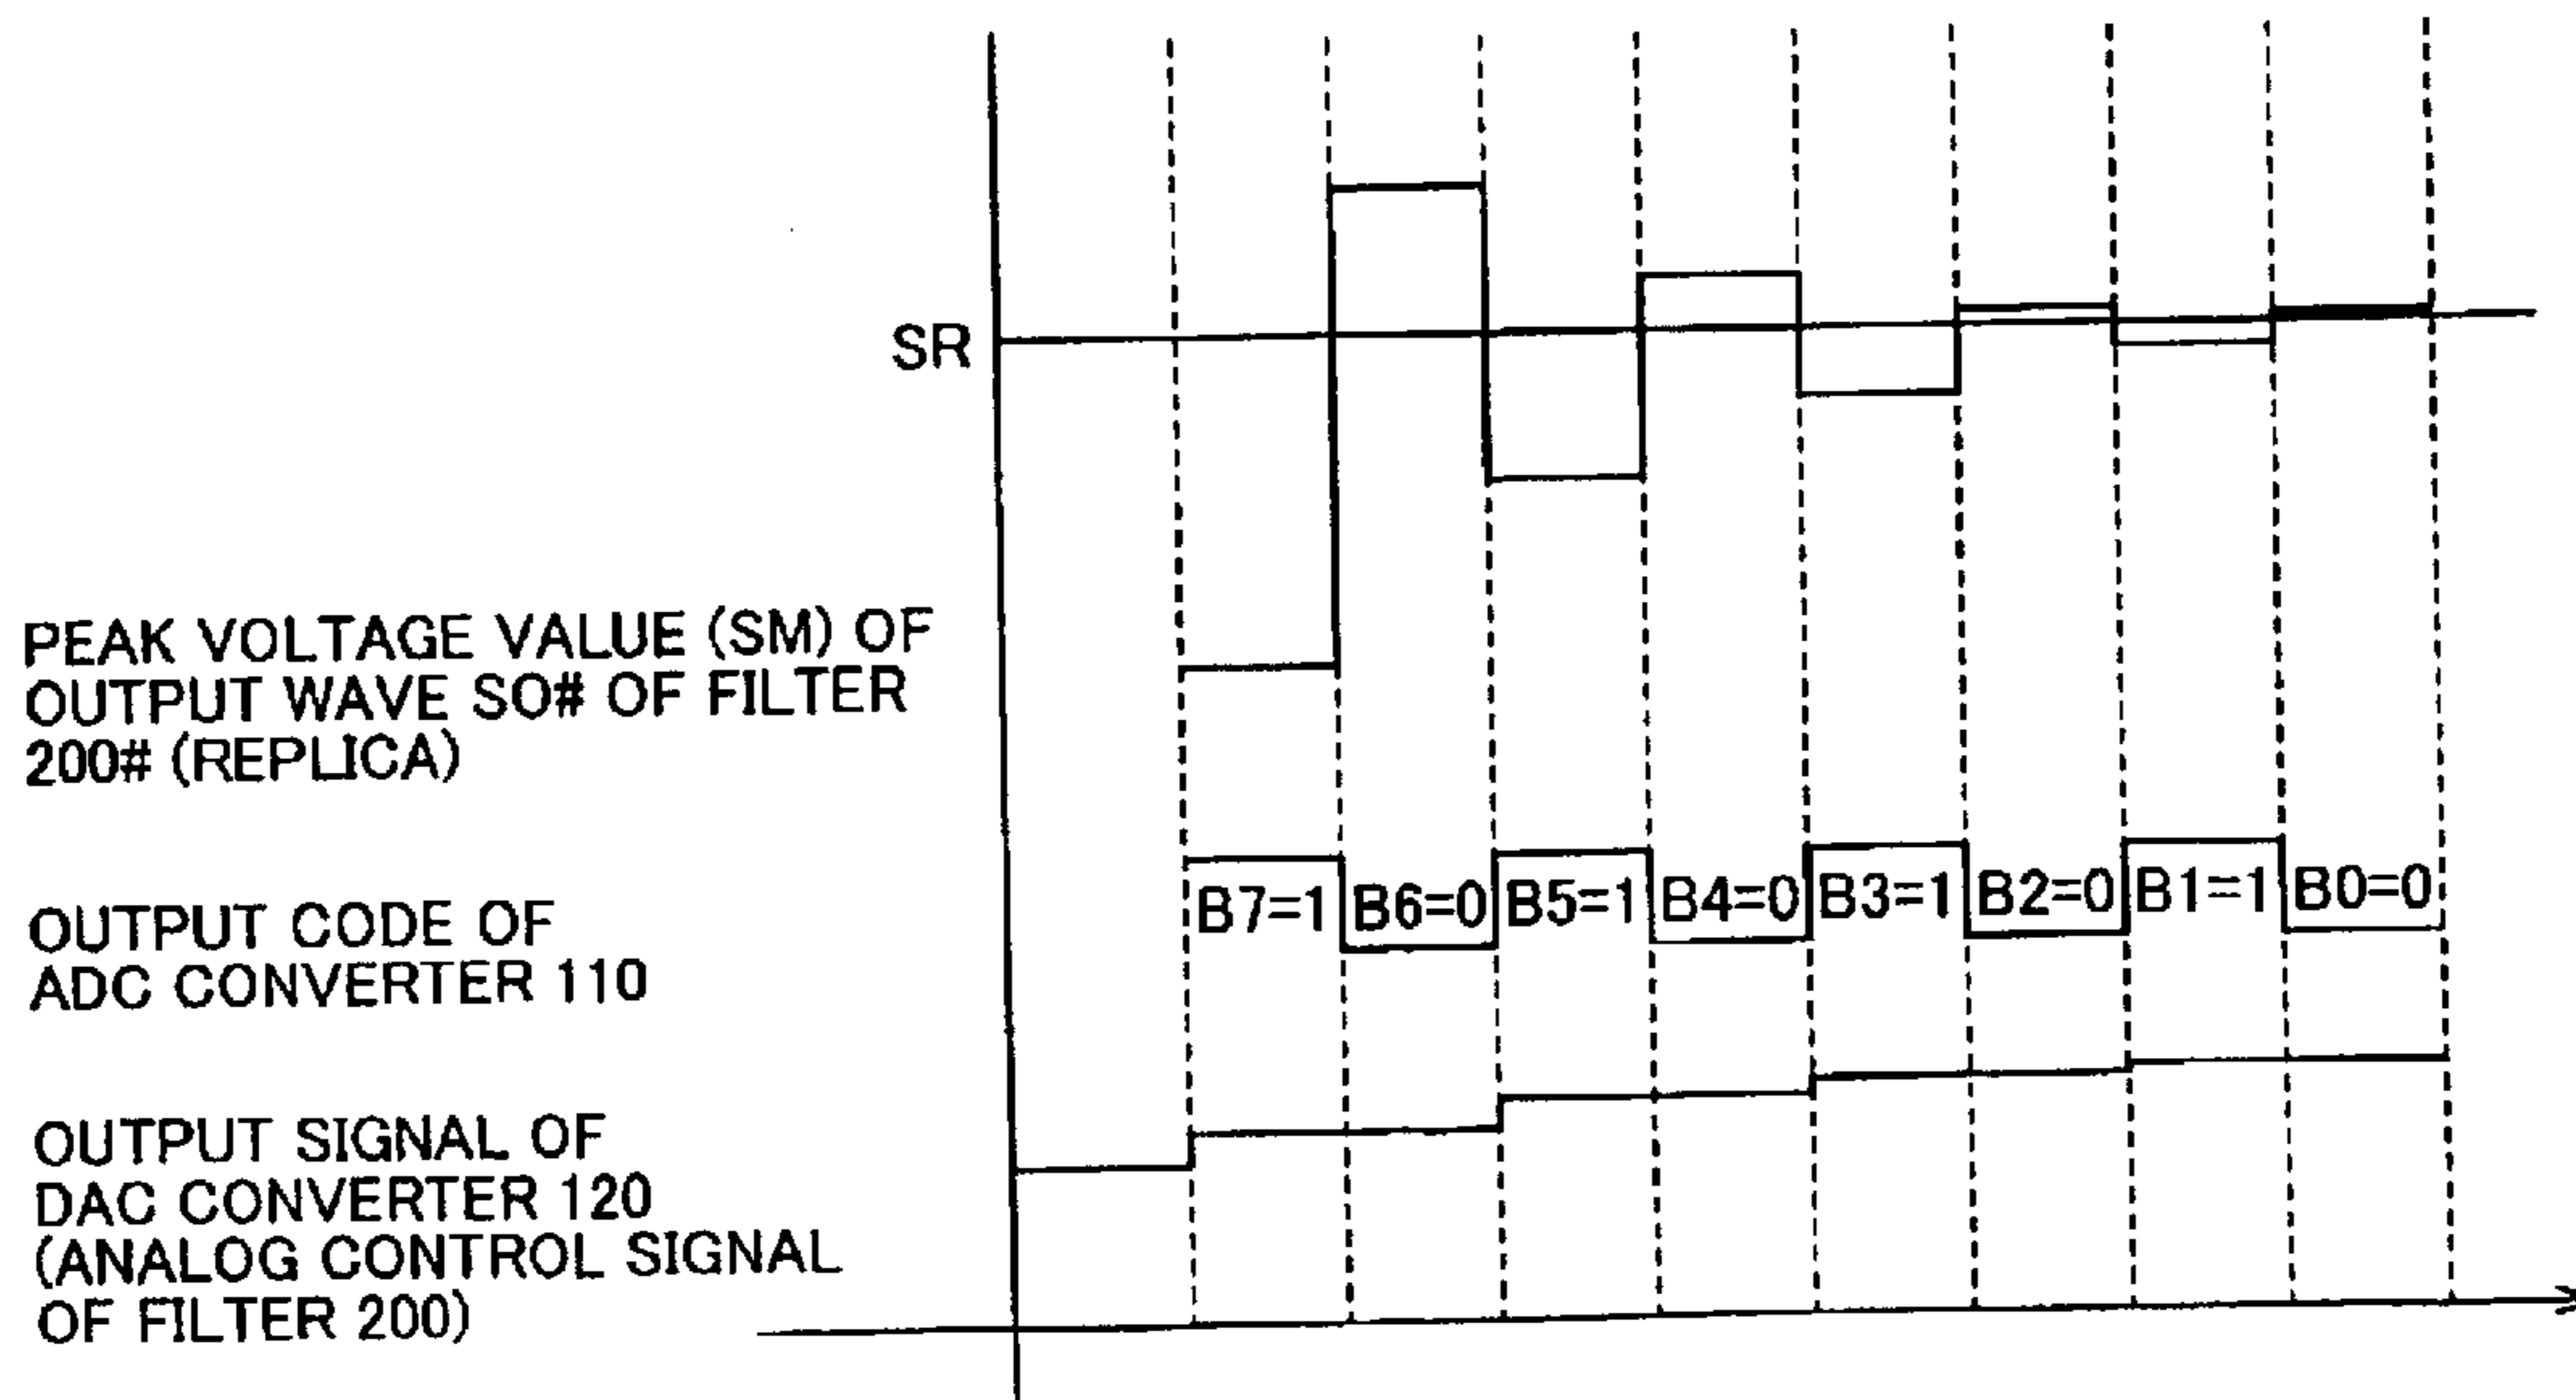 SR
PEAK VOLTAGE VALUE (SM) OF
OUTPUT WAVE SO# OF FILTER
200# (REPLICA)
B7=1 B6=0 B5=1 B4=0 B3=1 B2=0 B1=1 B0=0
OUTPUT CODE OF
ADC CONVERTER 110
OUTPUT SIGNAL OF
DAC CONVERTER 120
(ANALOG CONTROL SIGNAL
OF FILTER 200)